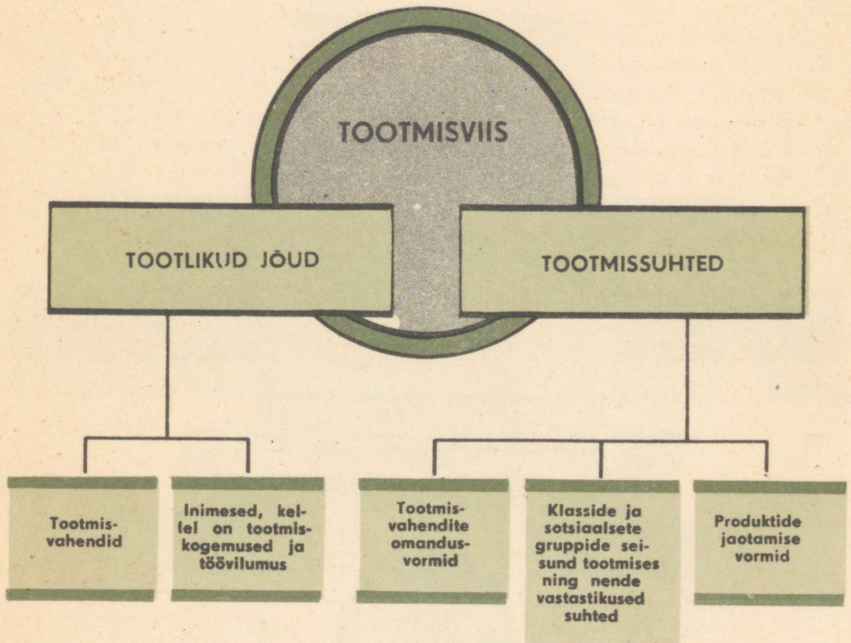 TOOTMISVIIS
TOOTLIKUD JÕUD
TOOTMISSUHTED
Tootmis-
vahendid
Inimesed, kel-
lel on tootmis-
kogemused ja
töövilumus
Tootmis-
vahendite
omandus-
vormid
Klasside ja
sotsiaalsete
gruppide sei-
sund tootmises
ning nende
vastastikused
suhted
Produktide
jaotamise
vormid